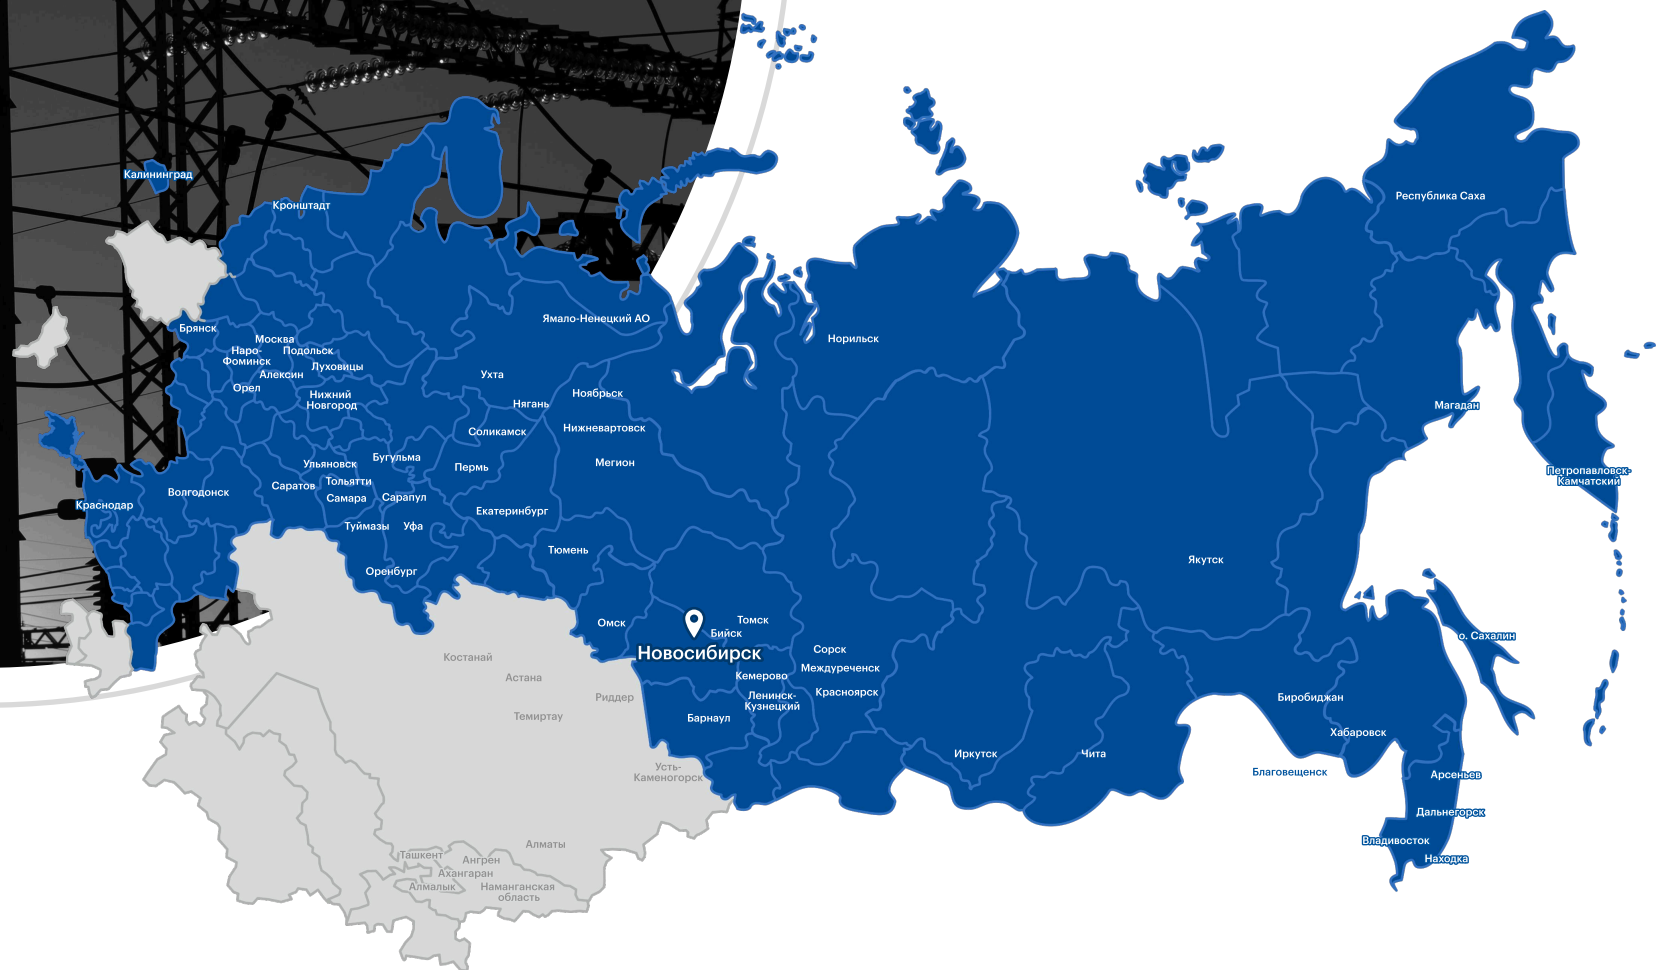 Калининград
Кронштадт
Республика Саха
Ямало-Ненецкий АО
Брянск
Москва
Наро-
Фоминск
Подольск
Луховицы
Алексин
Орел
Нижний
Новгород
Норильск
Ухта
Ноябрьск
Нягань
Нижневартовск
Соликамск
Мегион
Магадан
Петропавловск-
Камчатский
Ульяновск
Бугульма
Пермь
Волгодонск
Саратов
Тольятти
Самара
Сарапул
Краснодар
Екатеринбург
Туймазы
Уфа
Тюмень
Оренбург
Якутск
Омск
Томск
Бийск
Новосибирск
о. Сахалин
Сорск
Междуреченск
Кемерово
Красноярск
Ленинск-
Кузнецкий
Барнаул
Костанай
Астана
Риддер
Темиртау
Усть-
Каменогорск
Иркутск
Чита
Биробиджан
Хабаровск
Благовещенск
Арсеньев
Дальнегорск
Владивосток
Находка
Алматы
Ташкент
Ангрен
Ахангаран
Алмалык
Наманганская
область